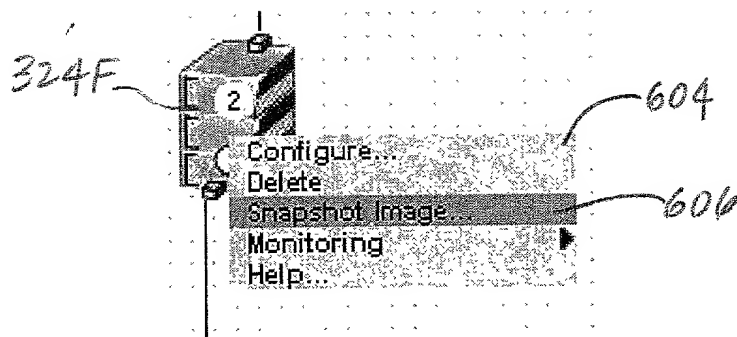 324F
2
604
Configure...
Delete
Snapshot Image...
606
Monitoring
Help...